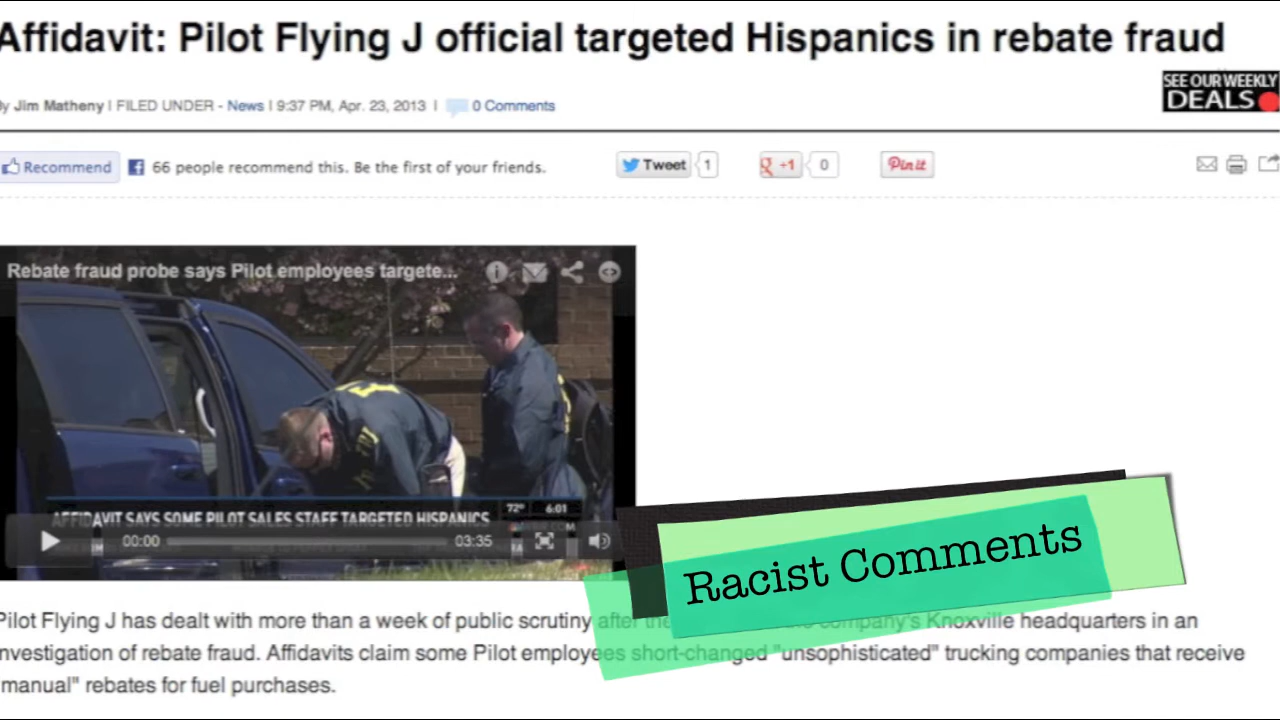 Affidavit: Pilot Flying J official targeted Hispanics in rebate fraud
By Jim Matheny | FILED UNDER - News | 9:37 PM, Apr. 23, 2013 | 0 Comments
SEE OUR WEEKLY
DEALS
Recommend 66 people recommend this. Be the first of your friends. Tweet 1 +1 0 Pin it
Rebate fraud probe says Pilot employees targete...
FBI
72° 6:01
AFFIDAVIT SAYS SOME PILOT SALES STAFF TARGETED HISPANICS
00:00 03:35
Racist Comments
Pilot Flying J has dealt with more than a week of public scrutiny after the company's Knoxville headquarters in an
investigation of rebate fraud. Affidavits claim some Pilot employees short-changed "unsophisticated" trucking companies that receive
"manual" rebates for fuel purchases.